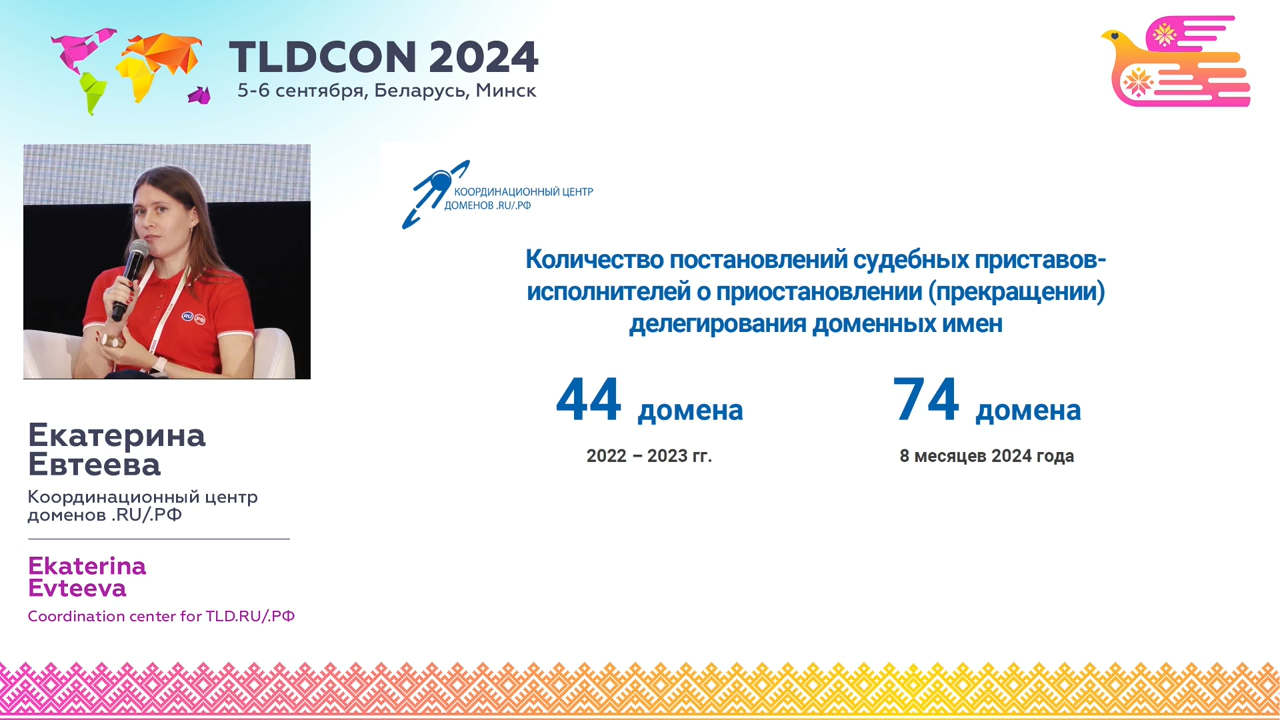 TLDCON 2024
5-6 сентября, Беларусь, Минск
КООРДИНАЦИОННЫЙ ЦЕНТР
ДОМЕНОВ .RU/.РФ
Количество постановлений судебных приставов-
исполнителей о приостановлении (прекращении)
делегирования доменных имен
44 домена
2022 – 2023 гг.
74 домена
8 месяцев 2024 года
RU РФ
Екатерина
Евтеева
Координационный центр
доменов .RU/.РФ
Ekaterina
Evteeva
Coordination center for TLD.RU/.РФ